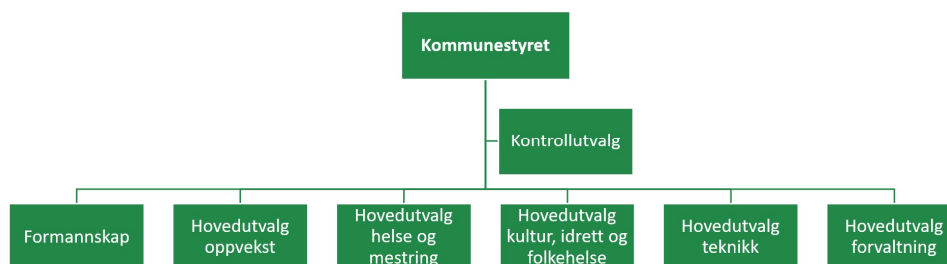 Kommunestyret
Kontrollutvalg
Formannskap
Hovedutvalg
oppvekst
Hovedutvalg
helse og
mestring
Hovedutvalg
kultur, idrett og
folkehelse
Hovedutvalg
teknikk
Hovedutvalg
forvaltning